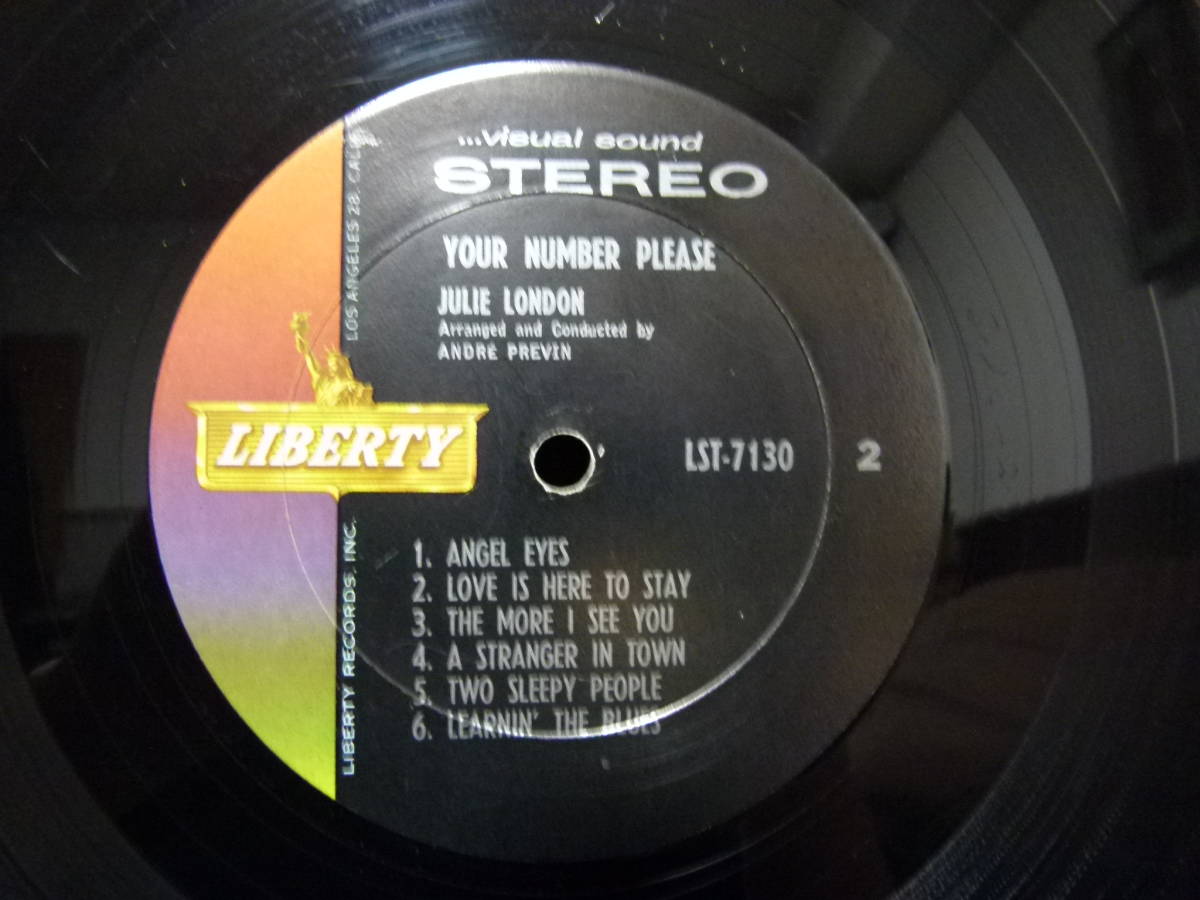 ...visual sound
STEREO
YOUR NUMBER PLEASE
JULIE LONDON
Arranged and Conducted by
ANDRÉ PREVIN
LIBERTY
LST-7130
2
1. ANGEL EYES
2. LOVE IS HERE TO STAY
3. THE MORE I SEE YOU
4. A STRANGER IN TOWN
5. TWO SLEEPY PEOPLE
6. LEARNIN' THE BLUES
LIBERTY RECORDS, INC. LOS ANGELES 28, CALIF.